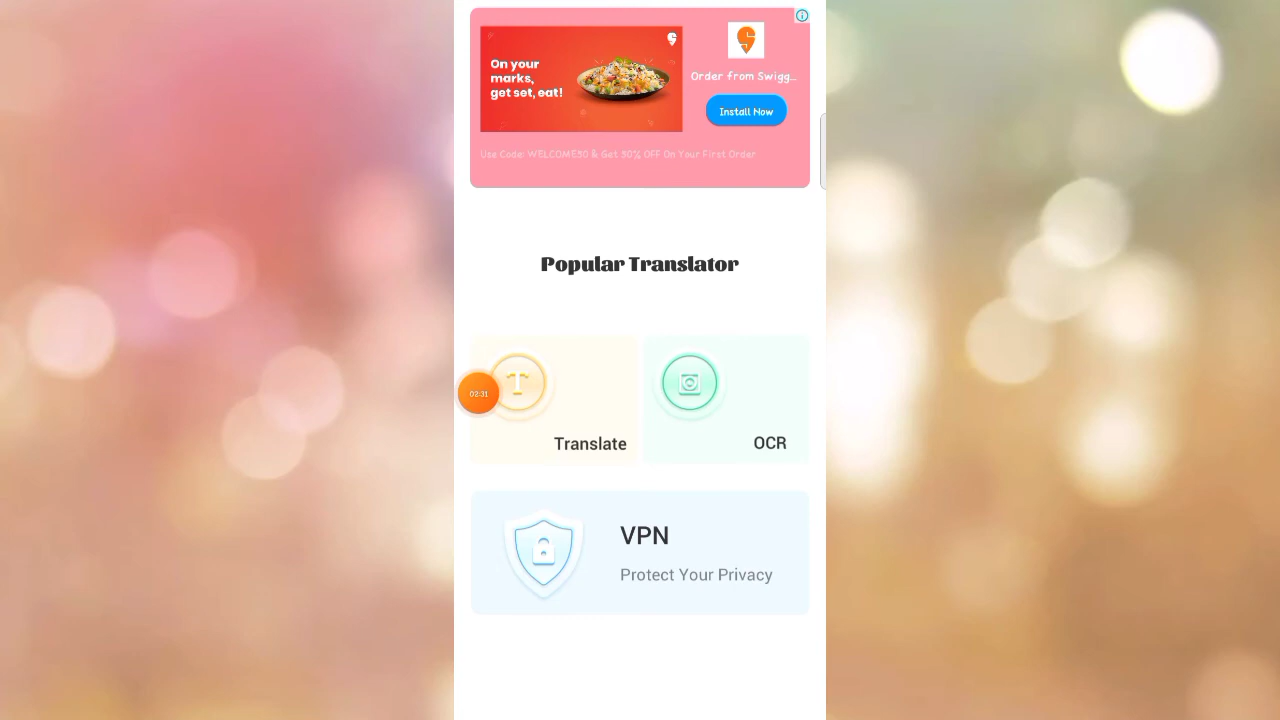 On your
marks,
get set, eat!
Order from Swigg...
Install Now
Use Code: WELCOME50 & Get 50% OFF On Your First Order
Popular Translator
02:31
T
Translate
OCR
VPN
Protect Your Privacy